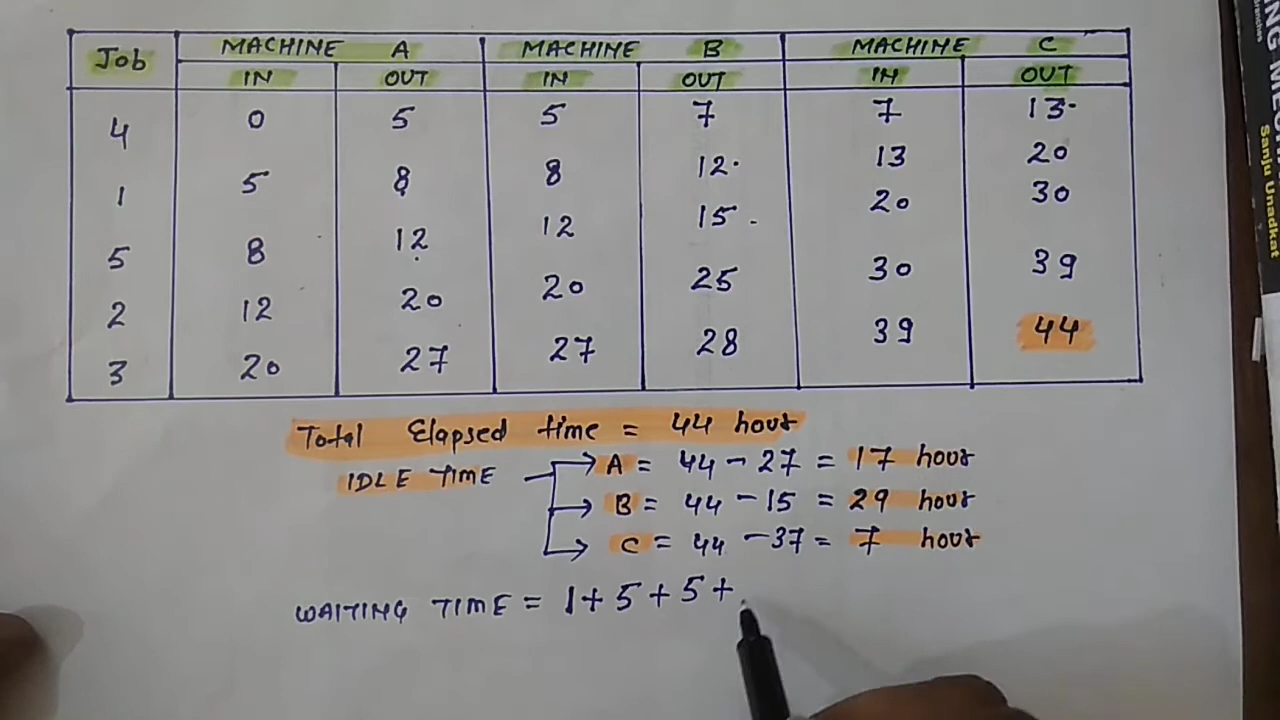 Job MACHINE A MACHINE B MACHINE C
IN OUT IN OUT IN OUT
4 0 5 5 7 7 13
1 5 8 8 12 13 20
5 8 12 12 15 20 30
2 12 20 20 25 30 39
3 20 27 27 28 39 44
Total Elapsed time = 44 hour
IDLE TIME → A = 44 - 27 = 17 hour
→ B = 44 - 15 = 29 hour
→ C = 44 - 37 = 7 hour
WAITING TIME = 1 + 5 + 5 +
Sanju Unadkat